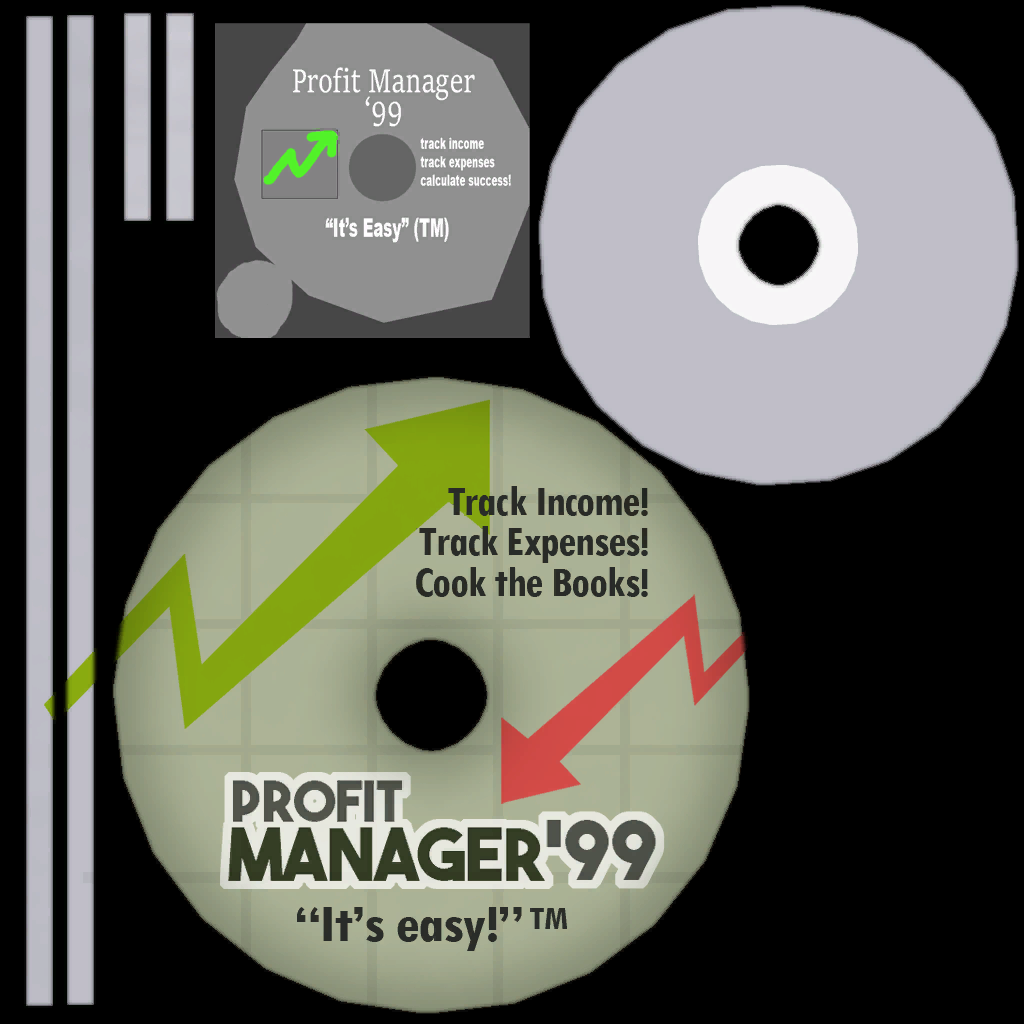 Profit Manager
‘99
track income
track expenses
calculate success!
“It’s Easy” (TM)
Track Income!
Track Expenses!
Cook the Books!
PROFIT
MANAGER'99
“It’s easy!”™